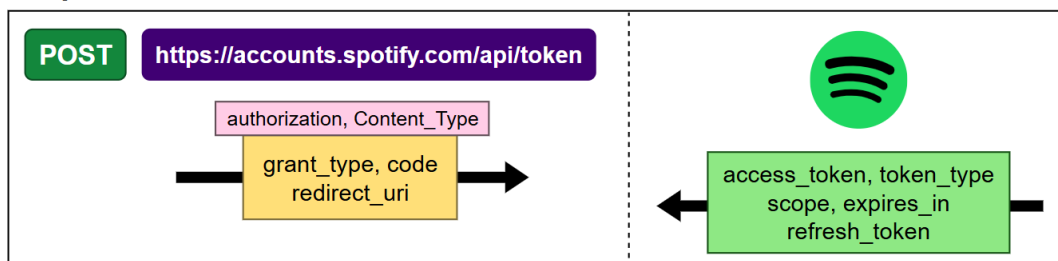 POST
https://accounts.spotify.com/api/token
authorization, Content_Type
grant_type, code
redirect_uri
access_token, token_type
scope, expires_in
refresh_token